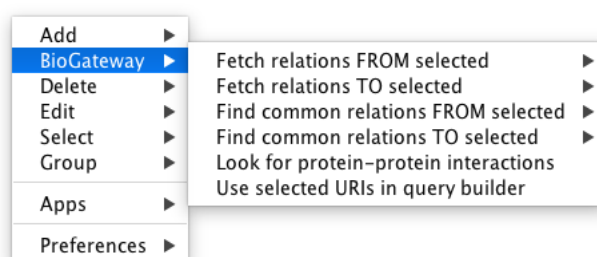 Add
BioGateway
Delete
Edit
Select
Group
Apps
Preferences
Fetch relations FROM selected
Fetch relations TO selected
Find common relations FROM selected
Find common relations TO selected
Look for protein-protein interactions
Use selected URIs in query builder